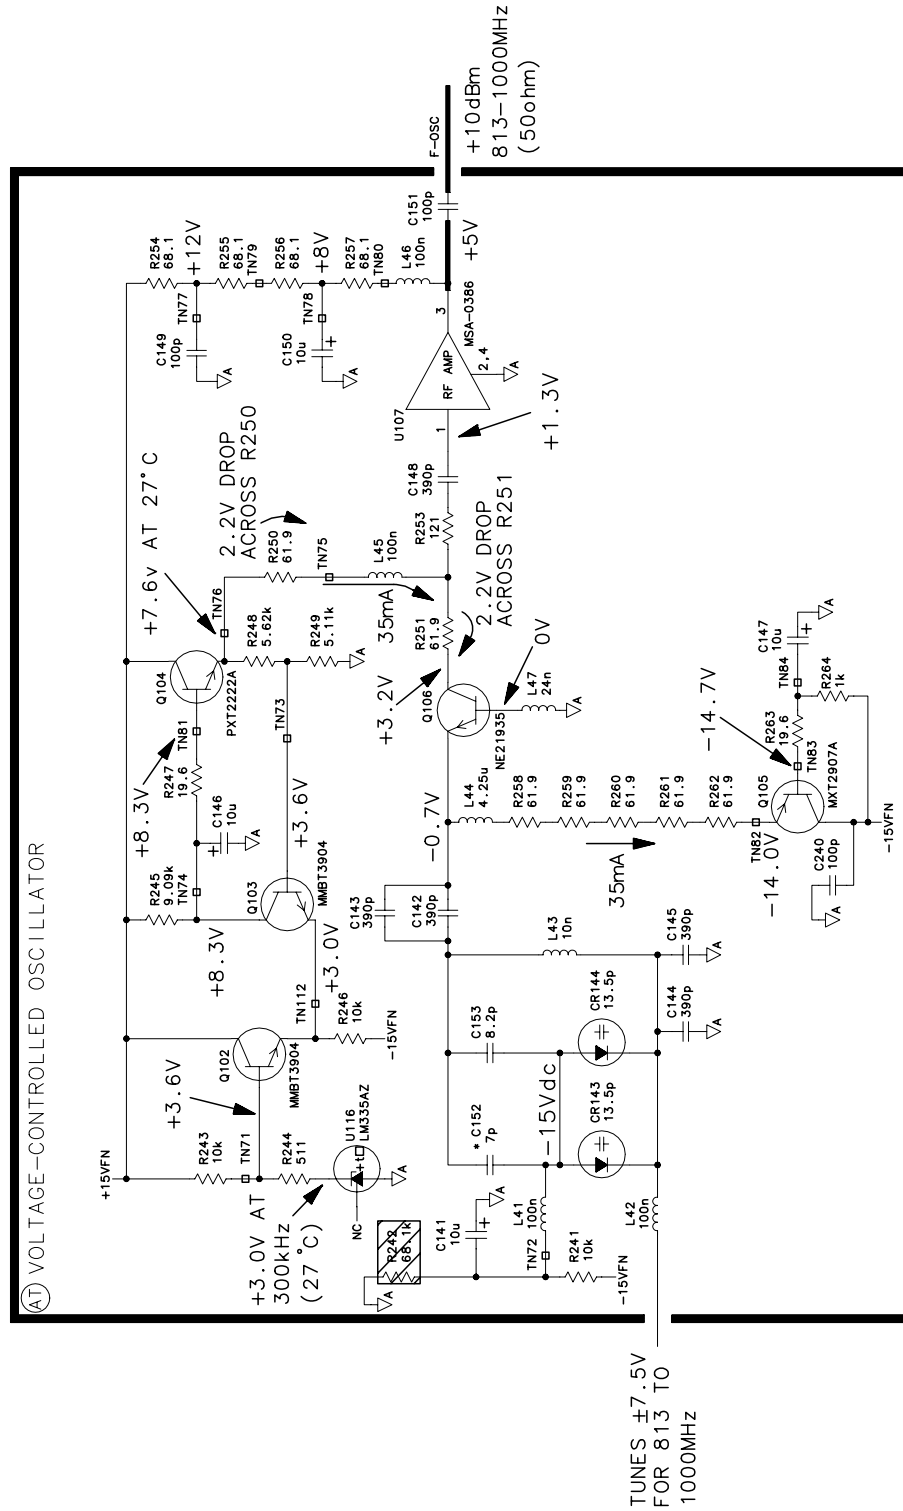 AT VOLTAGE-CONTROLLED OSCILLATOR
+15VFN
R243
10k
TN71
R244
511
+3.6V
Q102
MMBT3904
+3.0V AT
300kHz
(27°C)
NC
+t
U116
LM335AZ
A
R246
10k
-15VFN
TN112
+3.0V
R245
9.09k
TN74
+8.3V
Q103
MMBT3904
C146
10u
+
A
+8.3V
R247
19.6
TN81
+3.6V
TN73
Q104
PXT2222A
+7.6v AT 27°C
TN76
R248
5.62k
R249
5.11k
A
2.2V DROP
ACROSS R250
R250
61.9
TN75
35mA
L45
100n
R254
68.1
+12V
TN77
C149
100p
A
R255
68.1
TN79
R256
68.1
+8V
TN78
C150
10u
+
A
R257
68.1
TN80
L46
100n
+5V
C151
100p
F-OSC
+10dBm
813-1000MHz
(50ohm)
3
MSA-0386
RF AMP
2,4
A
U107
1
+1.3V
C148
390p
R253
121
R251
61.9
2.2V DROP
ACROSS R251
+3.2V
Q106
NE21935
0V
L47
24n
A
-0.7V
L44
4.25u
R258
61.9
R259
61.9
R260
61.9
R261
61.9
R262
61.9
35mA
TN82
-14.0V
Q105
MXT2907A
-14.7V
TN83
R263
19.6
TN84
C147
10u
+
A
R264
1k
-15VFN
C240
100p
A
C143
390p
C142
390p
L43
10n
C145
390p
A
C144
390p
A
C153
8.2p
CR144
13.5p
-15Vdc
* C152
7p
CR143
13.5p
R242
68.1k
A
C141
10u
+
A
L41
100n
TN72
R241
10k
-15VFN
L42
100n
TUNES ±7.5V
FOR 813 TO
1000MHz